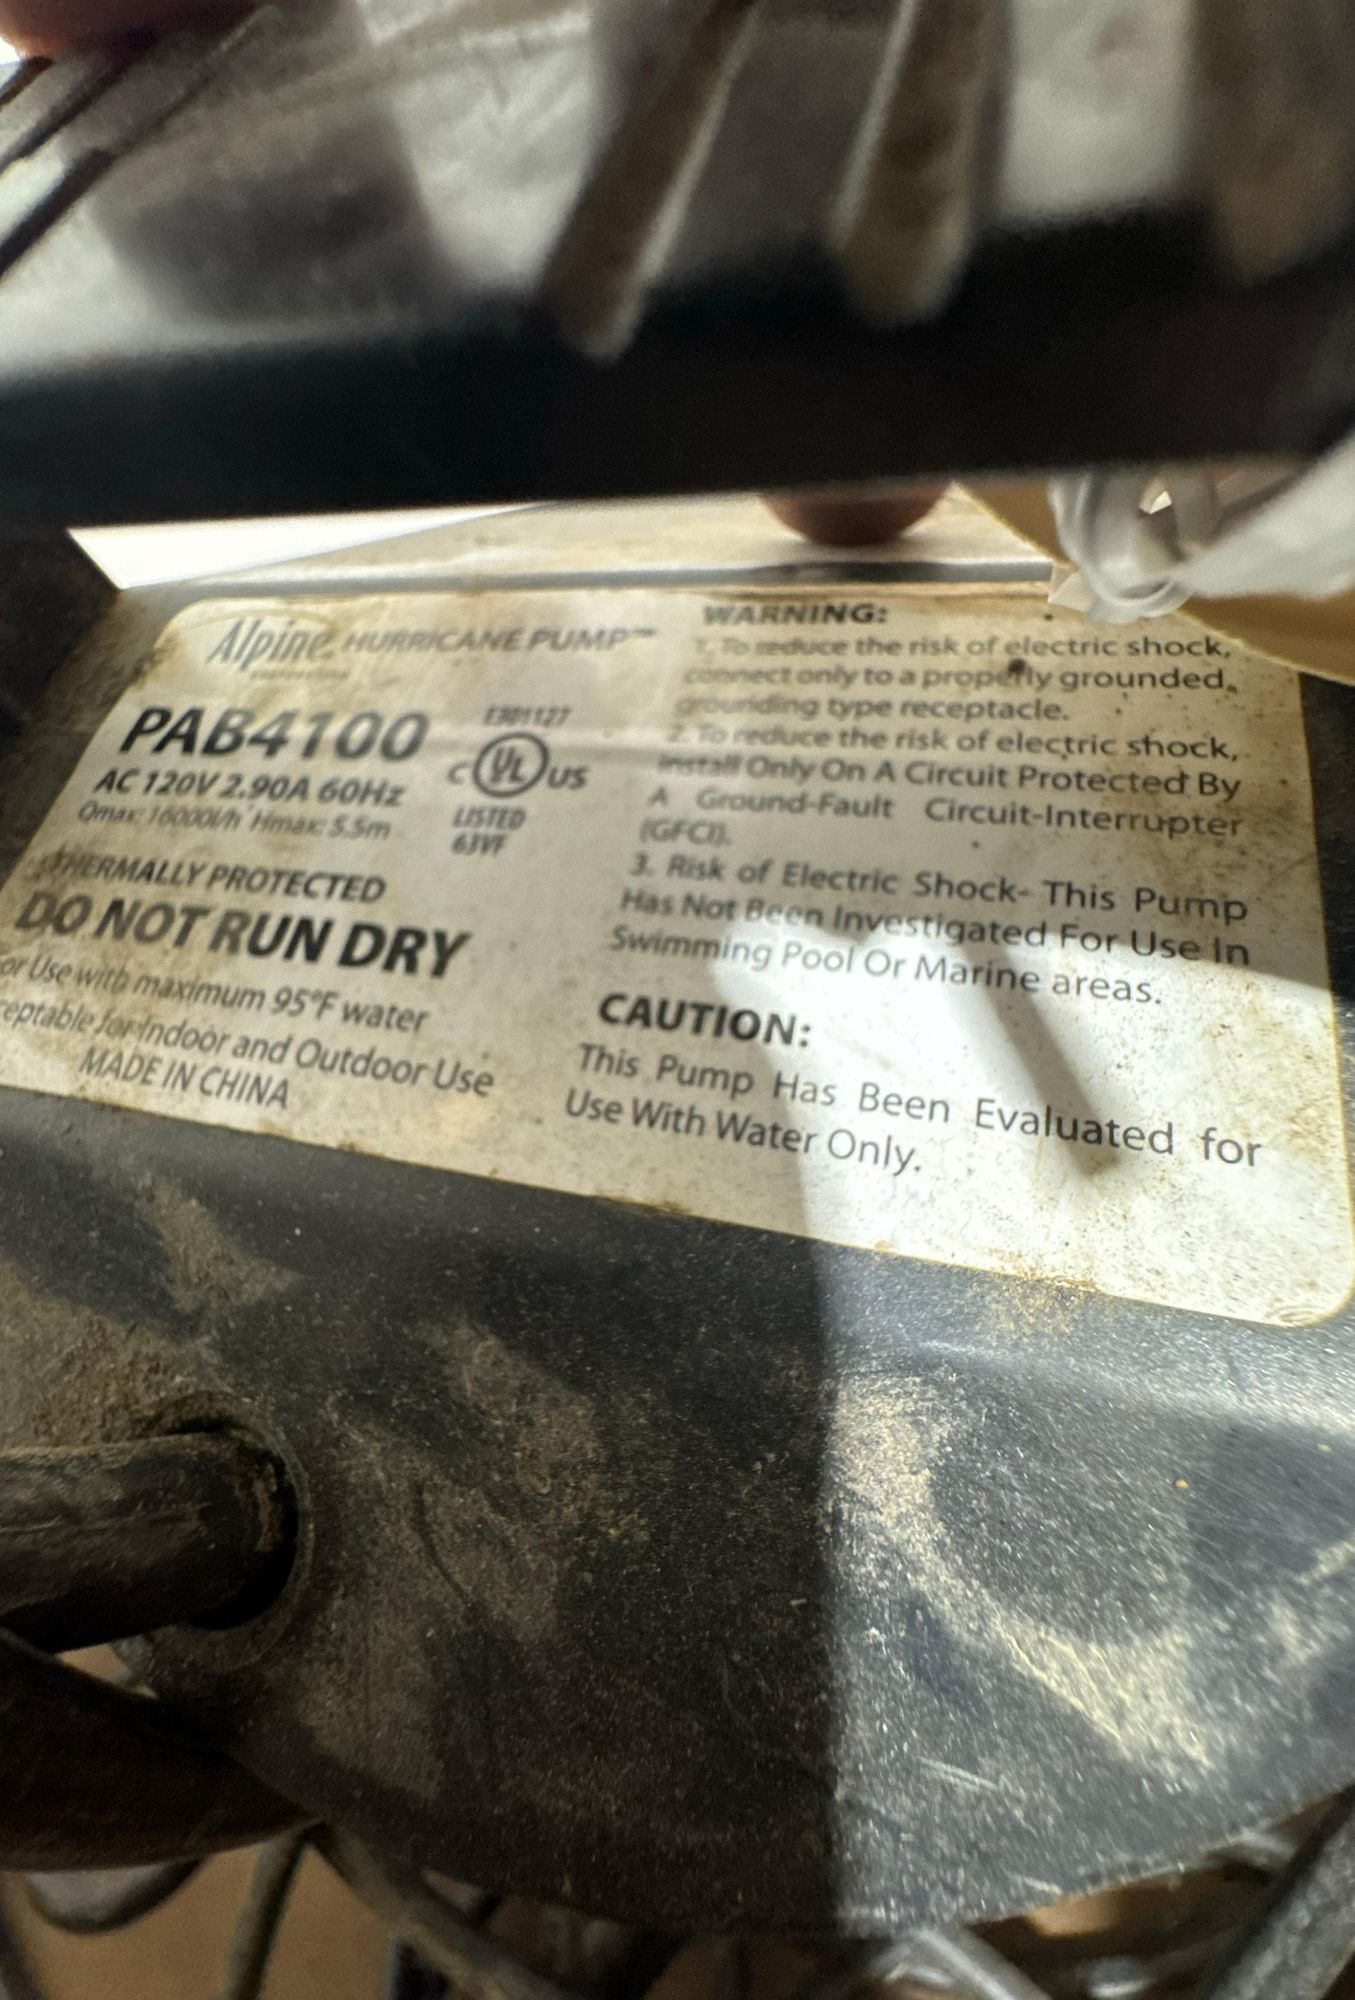 Alpine HURRICANE PUMP™
PAB4100
AC 120V 2.90A 60Hz
Qmax: 16000l/h Hmax: 5.5m
E301127
C UL US
LISTED
63VF
THERMALLY PROTECTED
DO NOT RUN DRY
or Use with maximum 95°F water
ceptable for Indoor and Outdoor Use
MADE IN CHINA
WARNING:
1. To reduce the risk of electric shock,
connect only to a properly grounded,
grounding type receptacle.
2. To reduce the risk of electric shock,
Install Only On A Circuit Protected By
A Ground-Fault Circuit-Interrupter
(GFCI).
3. Risk of Electric Shock- This Pump
Has Not Been Investigated For Use In
Swimming Pool Or Marine areas.
CAUTION:
This Pump Has Been Evaluated for
Use With Water Only.